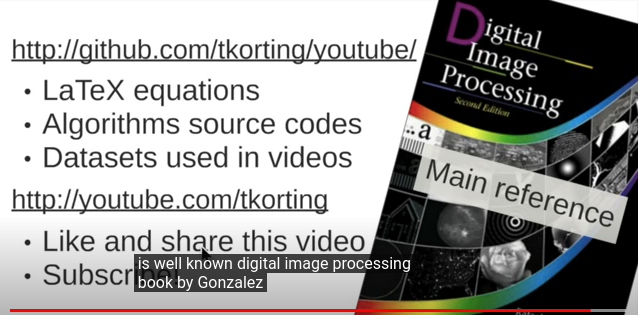 http://github.com/tkorting/youtube/
• LaTeX equations
• Algorithms source codes
• Datasets used in videos
http://youtube.com/tkorting
• Like and share this video
• Subscribe!
is well known digital image processing
book by Gonzalez
Digital
Image
Processing
Second Edition
a
Main reference